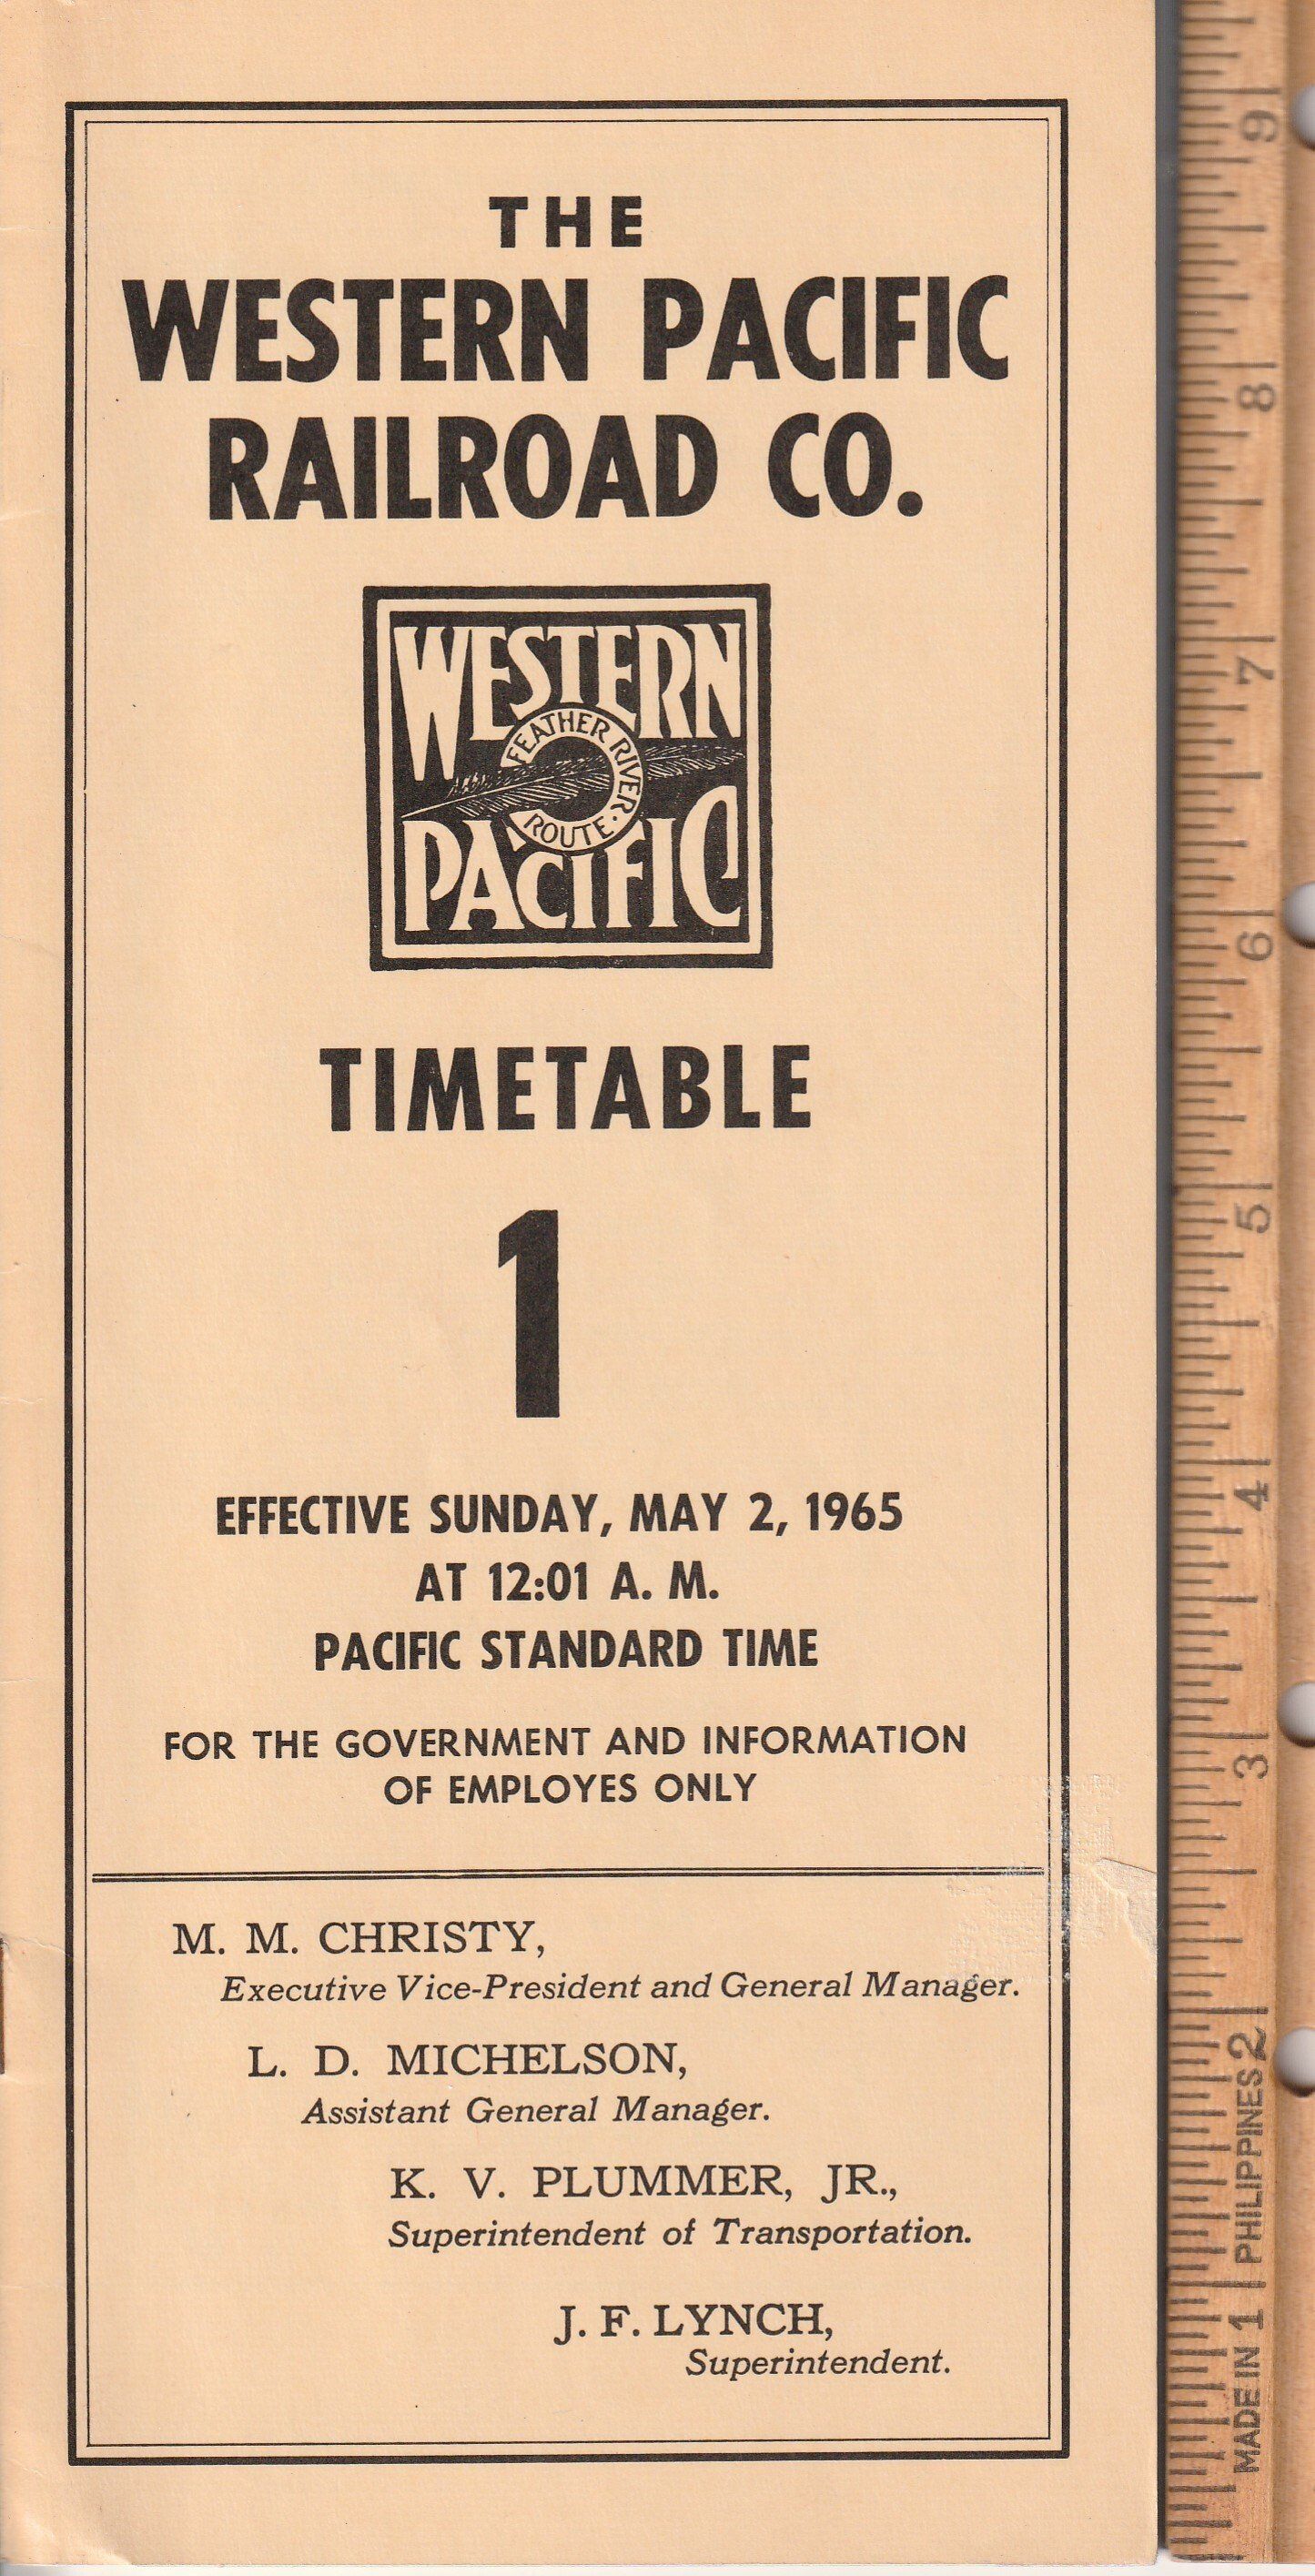 THE
WESTERN PACIFIC
RAILROAD CO.
WESTERN
FEATHER RIVER
ROUTE
PACIFIC
TIMETABLE
1
EFFECTIVE SUNDAY, MAY 2, 1965
AT 12:01 A. M.
PACIFIC STANDARD TIME
FOR THE GOVERNMENT AND INFORMATION
OF EMPLOYES ONLY
M. M. CHRISTY,
Executive Vice-President and General Manager.
L. D. MICHELSON,
Assistant General Manager.
K. V. PLUMMER, JR.,
Superintendent of Transportation.
J. F. LYNCH,
Superintendent.
9
8
7
6
5
4
3
2
1
MADE IN PHILIPPINES